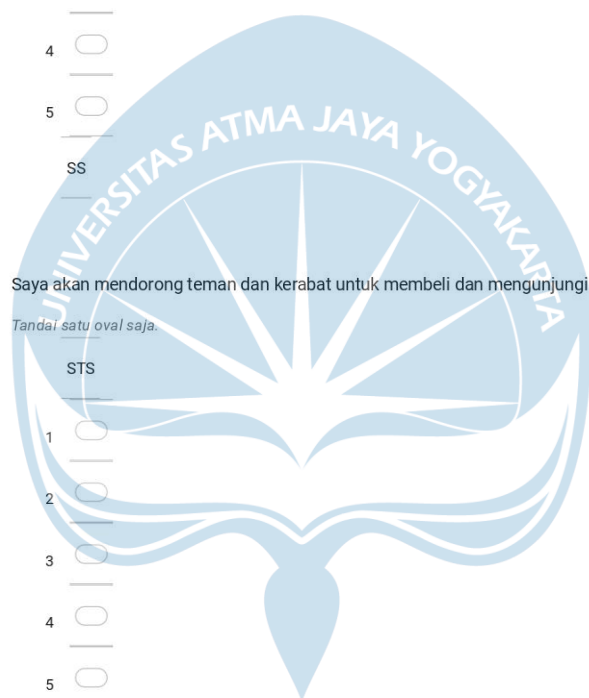 4
5
SS
UNIVERSITAS ATMA JAYA YOGYAKARTA
Saya akan mendorong teman dan kerabat untuk membeli dan mengunjungi
Tandai satu oval saja.
STS
1
2
3
4
5